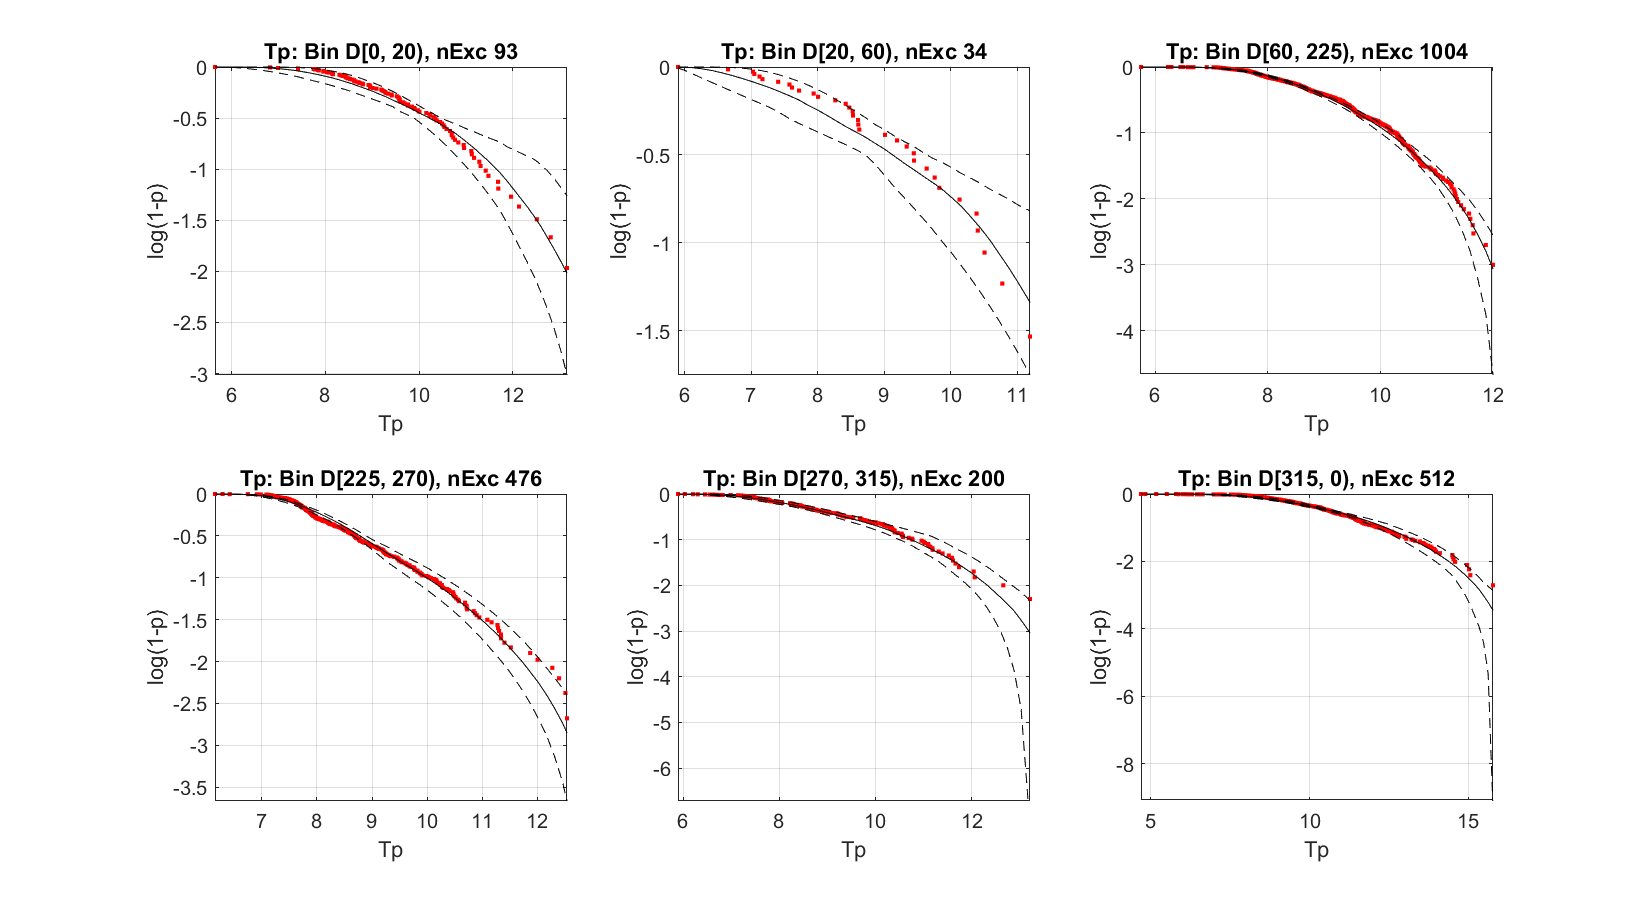 Tp: Bin D[0, 20), nExc 93
0
-0.5
-1
-1.5
-2
-2.5
-3
log(1-p)
6 8 10 12
Tp
Tp: Bin D[20, 60), nExc 34
0
-0.5
-1
-1.5
log(1-p)
6 7 8 9 10 11
Tp
Tp: Bin D[60, 225), nExc 1004
0
-1
-2
-3
-4
log(1-p)
6 8 10 12
Tp
Tp: Bin D[225, 270), nExc 476
0
-0.5
-1
-1.5
-2
-2.5
-3
-3.5
log(1-p)
7 8 9 10 11 12
Tp
Tp: Bin D[270, 315), nExc 200
0
-1
-2
-3
-4
-5
-6
log(1-p)
6 8 10 12
Tp
Tp: Bin D[315, 0), nExc 512
0
-2
-4
-6
-8
log(1-p)
5 10 15
Tp